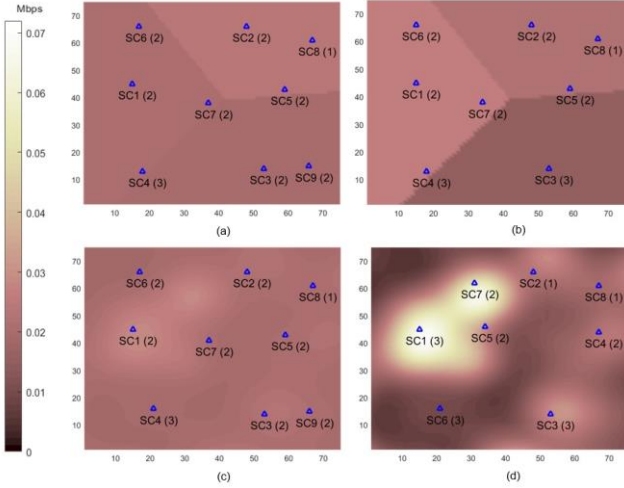 Mbps
0.07
0.06
0.05
0.04
0.03
0.02
0.01
0
70
60
50
40
30
20
10
10 20 30 40 50 60 70
SC6 (2)
SC2 (2)
SC8 (1)
SC1 (2)
SC5 (2)
SC7 (2)
SC4 (3)
SC3 (2)
SC9 (2)
(a)
70
60
50
40
30
20
10
10 20 30 40 50 60 70
SC6 (2)
SC2 (2)
SC8 (1)
SC1 (2)
SC5 (2)
SC7 (2)
SC4 (3)
SC3 (3)
(b)
70
60
50
40
30
20
10
10 20 30 40 50 60 70
SC6 (2)
SC2 (2)
SC8 (1)
SC1 (2)
SC5 (2)
SC7 (2)
SC4 (3)
SC3 (2)
SC9 (2)
(c)
70
60
50
40
30
20
10
10 20 30 40 50 60 70
SC2 (1)
SC7 (2)
SC8 (1)
SC1 (3)
SC5 (2)
SC4 (2)
SC6 (3)
SC3 (3)
(d)